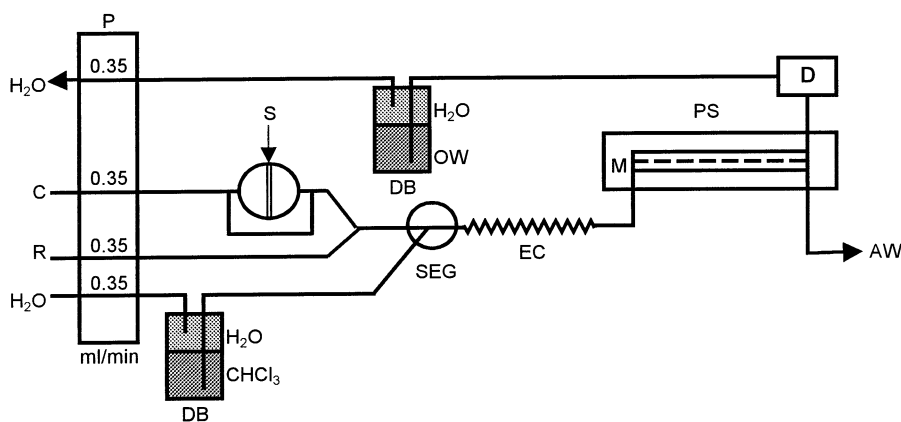 P
0.35
H₂O
D
PS
S
H₂O
OW
DB
M
C
0.35
R
0.35
SEG
EC
AW
0.35
H₂O
H₂O
CHCl₃
ml/min
DB